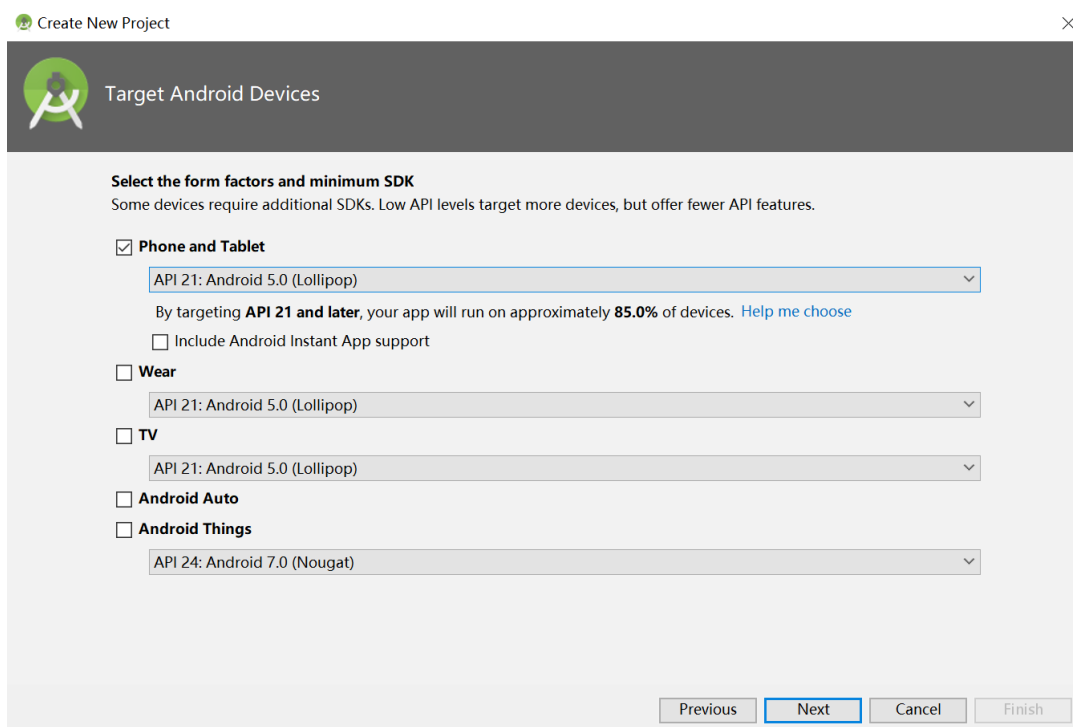 Create New Project
Target Android Devices
Select the form factors and minimum SDK
Some devices require additional SDKs. Low API levels target more devices, but offer fewer API features.
Phone and Tablet
API 21: Android 5.0 (Lollipop)
By targeting API 21 and later, your app will run on approximately 85.0% of devices. Help me choose
Include Android Instant App support
Wear
API 21: Android 5.0 (Lollipop)
TV
API 21: Android 5.0 (Lollipop)
Android Auto
Android Things
API 24: Android 7.0 (Nougat)
Previous Next Cancel Finish